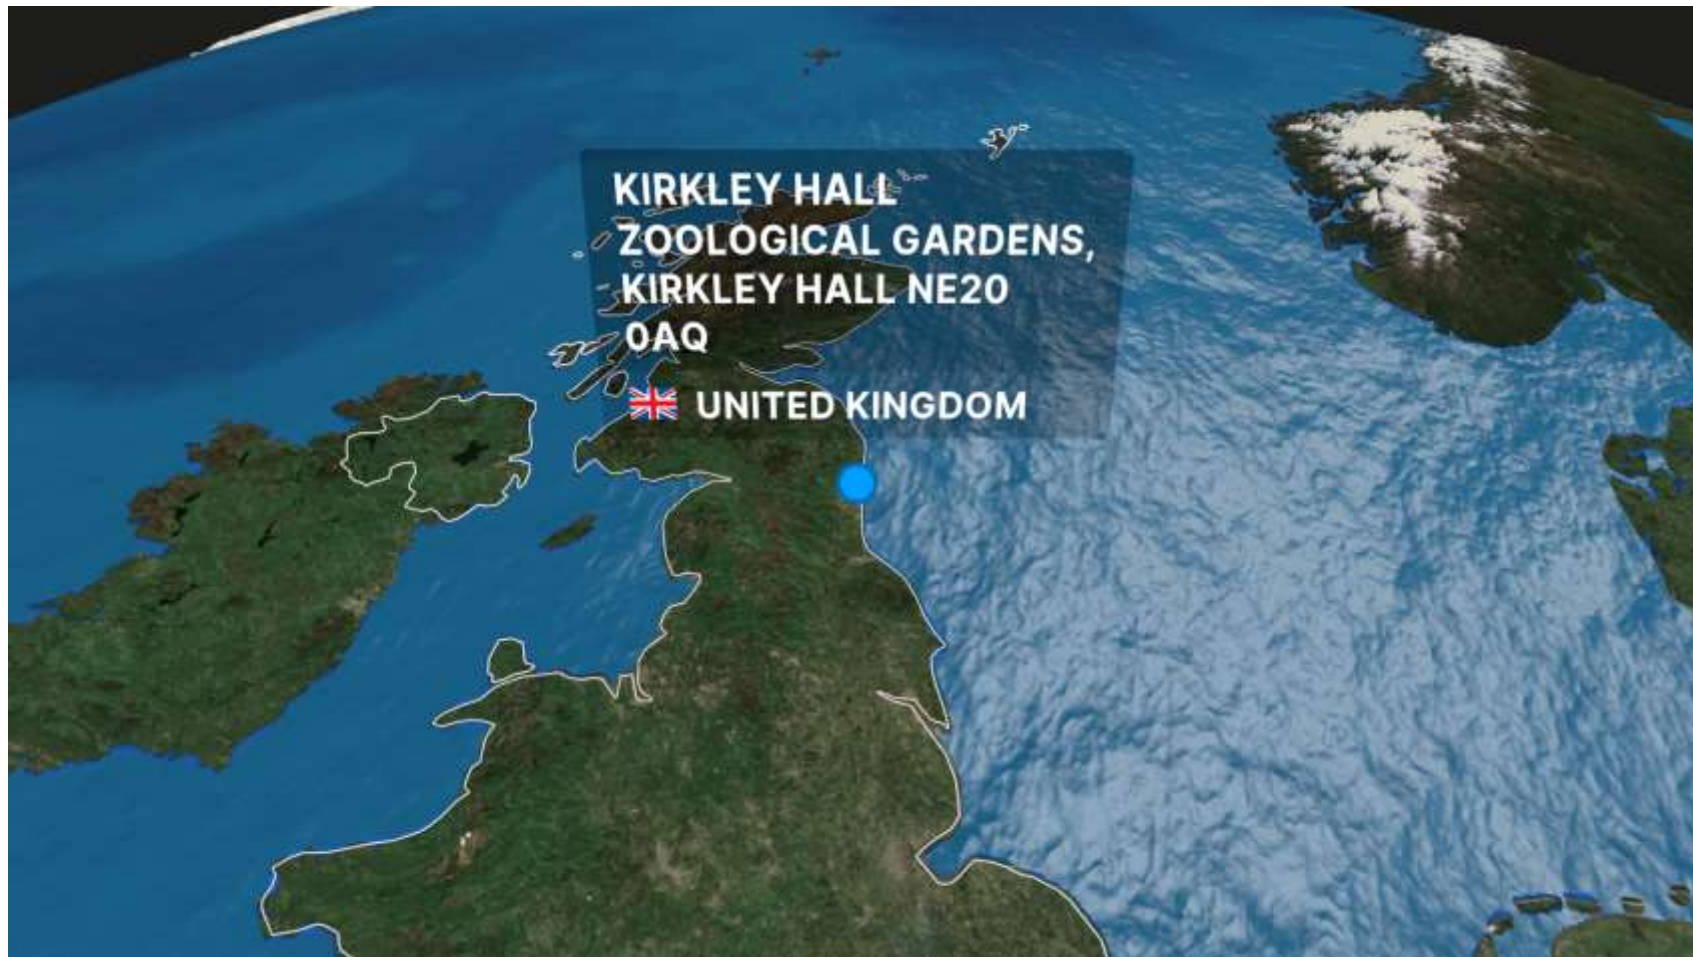 KIRKLEY HALL
ZOOLOGICAL GARDENS,
KIRKLEY HALL NE20
0AQ
UNITED KINGDOM